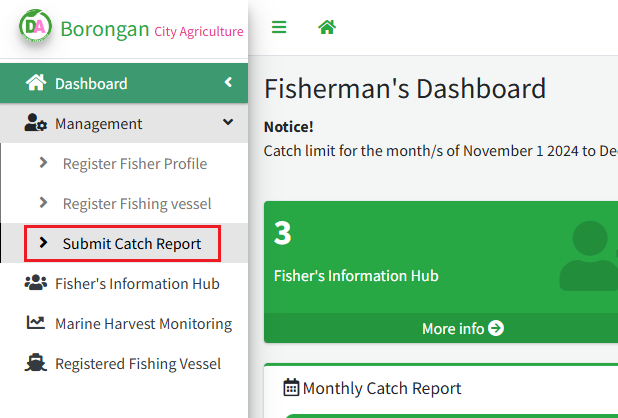 DA
Borongan City Agriculture
Dashboard
Management
Register Fisher Profile
Register Fishing vessel
Submit Catch Report
Fisher's Information Hub
Marine Harvest Monitoring
Registered Fishing Vessel
Fisherman's Dashboard
Notice!
Catch limit for the month/s of November 1 2024 to De
3
Fisher's Information Hub
More info
Monthly Catch Report